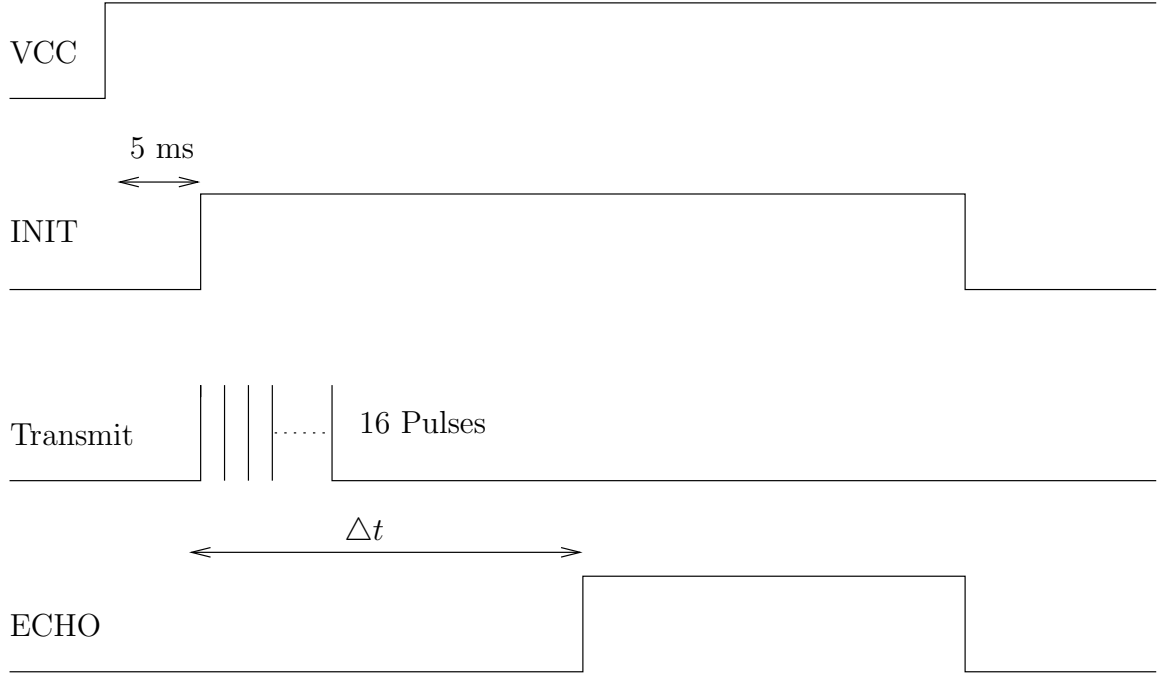 VCC
5 ms
INIT
16 Pulses
Transmit
△t
ECHO